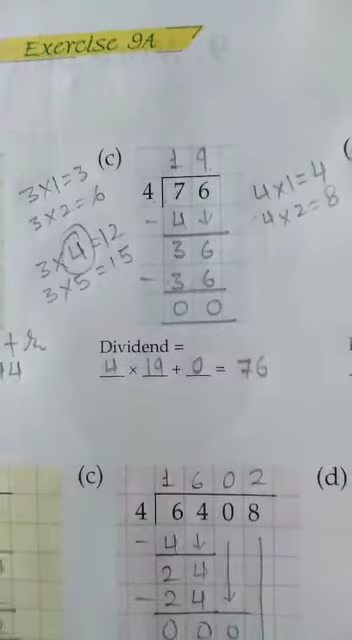 Exercise 9A
(c)
1 9
4 7 6
- 4 ↓
3 6
- 3 6
0 0
3×1=3
3×2=6
3×4=12
3×5=15
4×1=4
4×2=8
Dividend =
4 × 19 + 0 = 76
(c)
1 6 0 2
4 6 4 0 8
- 4 ↓
2 4
- 2 4 ↓
0 0 0
(d)